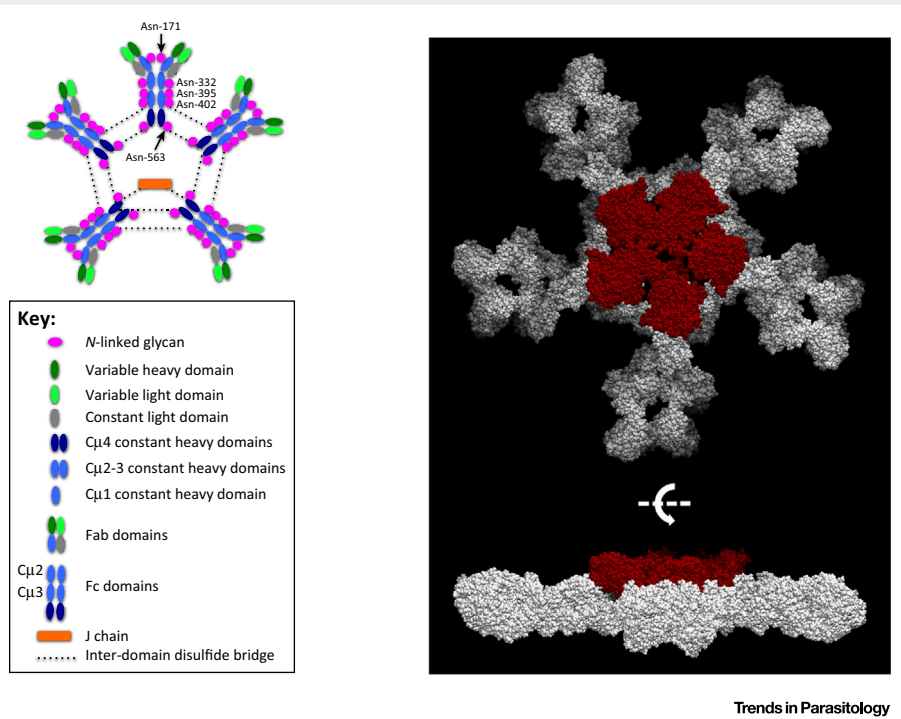 Asn-171
Asn-332
Asn-395
Asn-402
Asn-563
Key:
N-linked glycan
Variable heavy domain
Variable light domain
Constant light domain
Cμ4 constant heavy domains
Cμ2-3 constant heavy domains
Cμ1 constant heavy domain
Fab domains
Cμ2
Cμ3
Fc domains
J chain
Inter-domain disulfide bridge
Trends in Parasitology